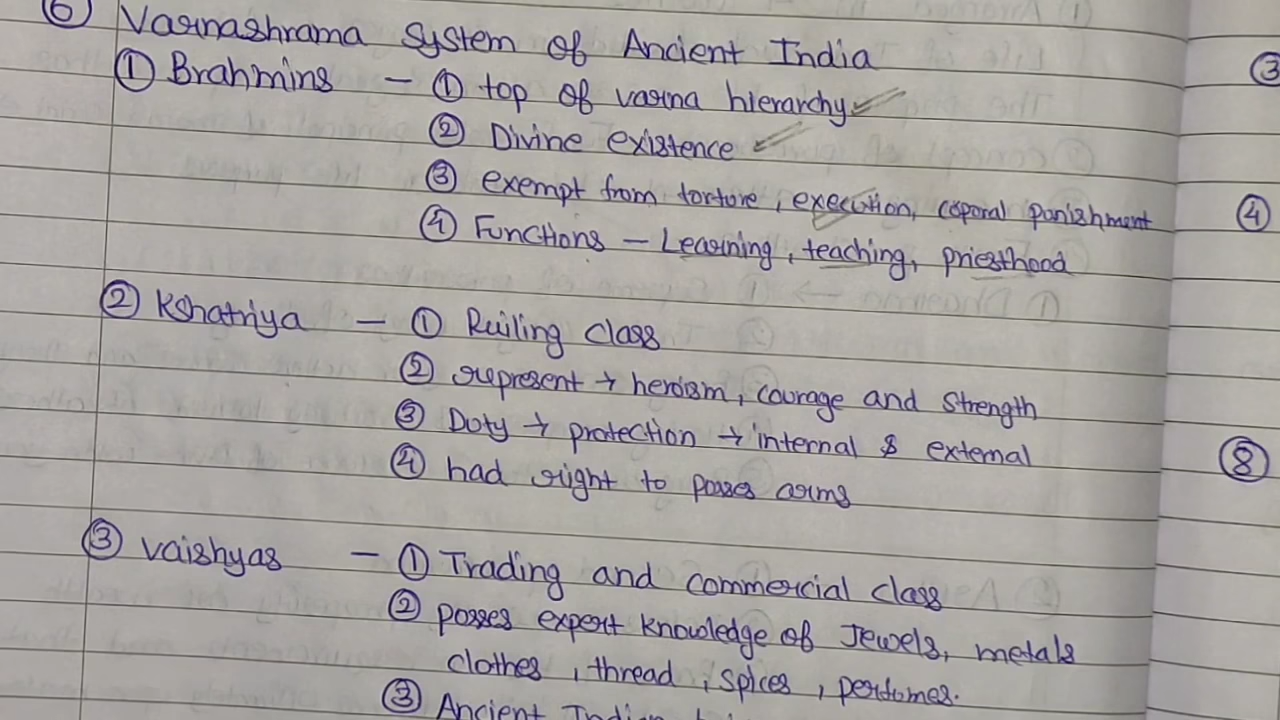 ⑥ Varnashrama System of Ancient India
① Brahmins – ① top of varna hierarchy
② Divine existence
③ exempt from torture, execution, coporal punishment
④ Functions – Learning, teaching, priesthood
② Kshatriya – ① Ruling class
② represent → heroism, courage and strength
③ Duty → protection → internal & external
④ had right to posses arms
③ Vaishyas – ① Trading and commercial class
② posses expert knowledge of Jewels, metals
clothes, thread, spices, perfumes.
③ Ancient Indian
③
④
⑧